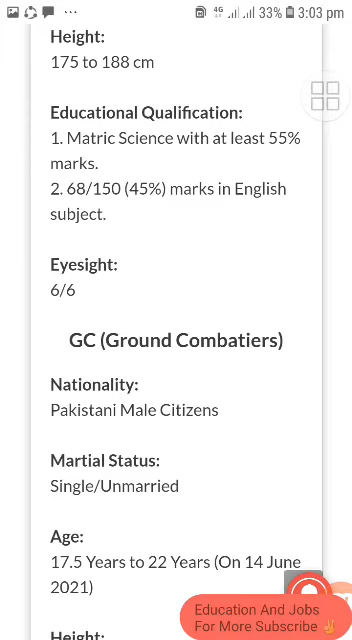 4G 33% 3:03 pm
Height:
175 to 188 cm
Educational Qualification:
1. Matric Science with at least 55%
marks.
2. 68/150 (45%) marks in English
subject.
Eyesight:
6/6
GC (Ground Combatiers)
Nationality:
Pakistani Male Citizens
Martial Status:
Single/Unmarried
Age:
17.5 Years to 22 Years (On 14 June
2021)
Height:
Education And Jobs
For More Subscribe ✌